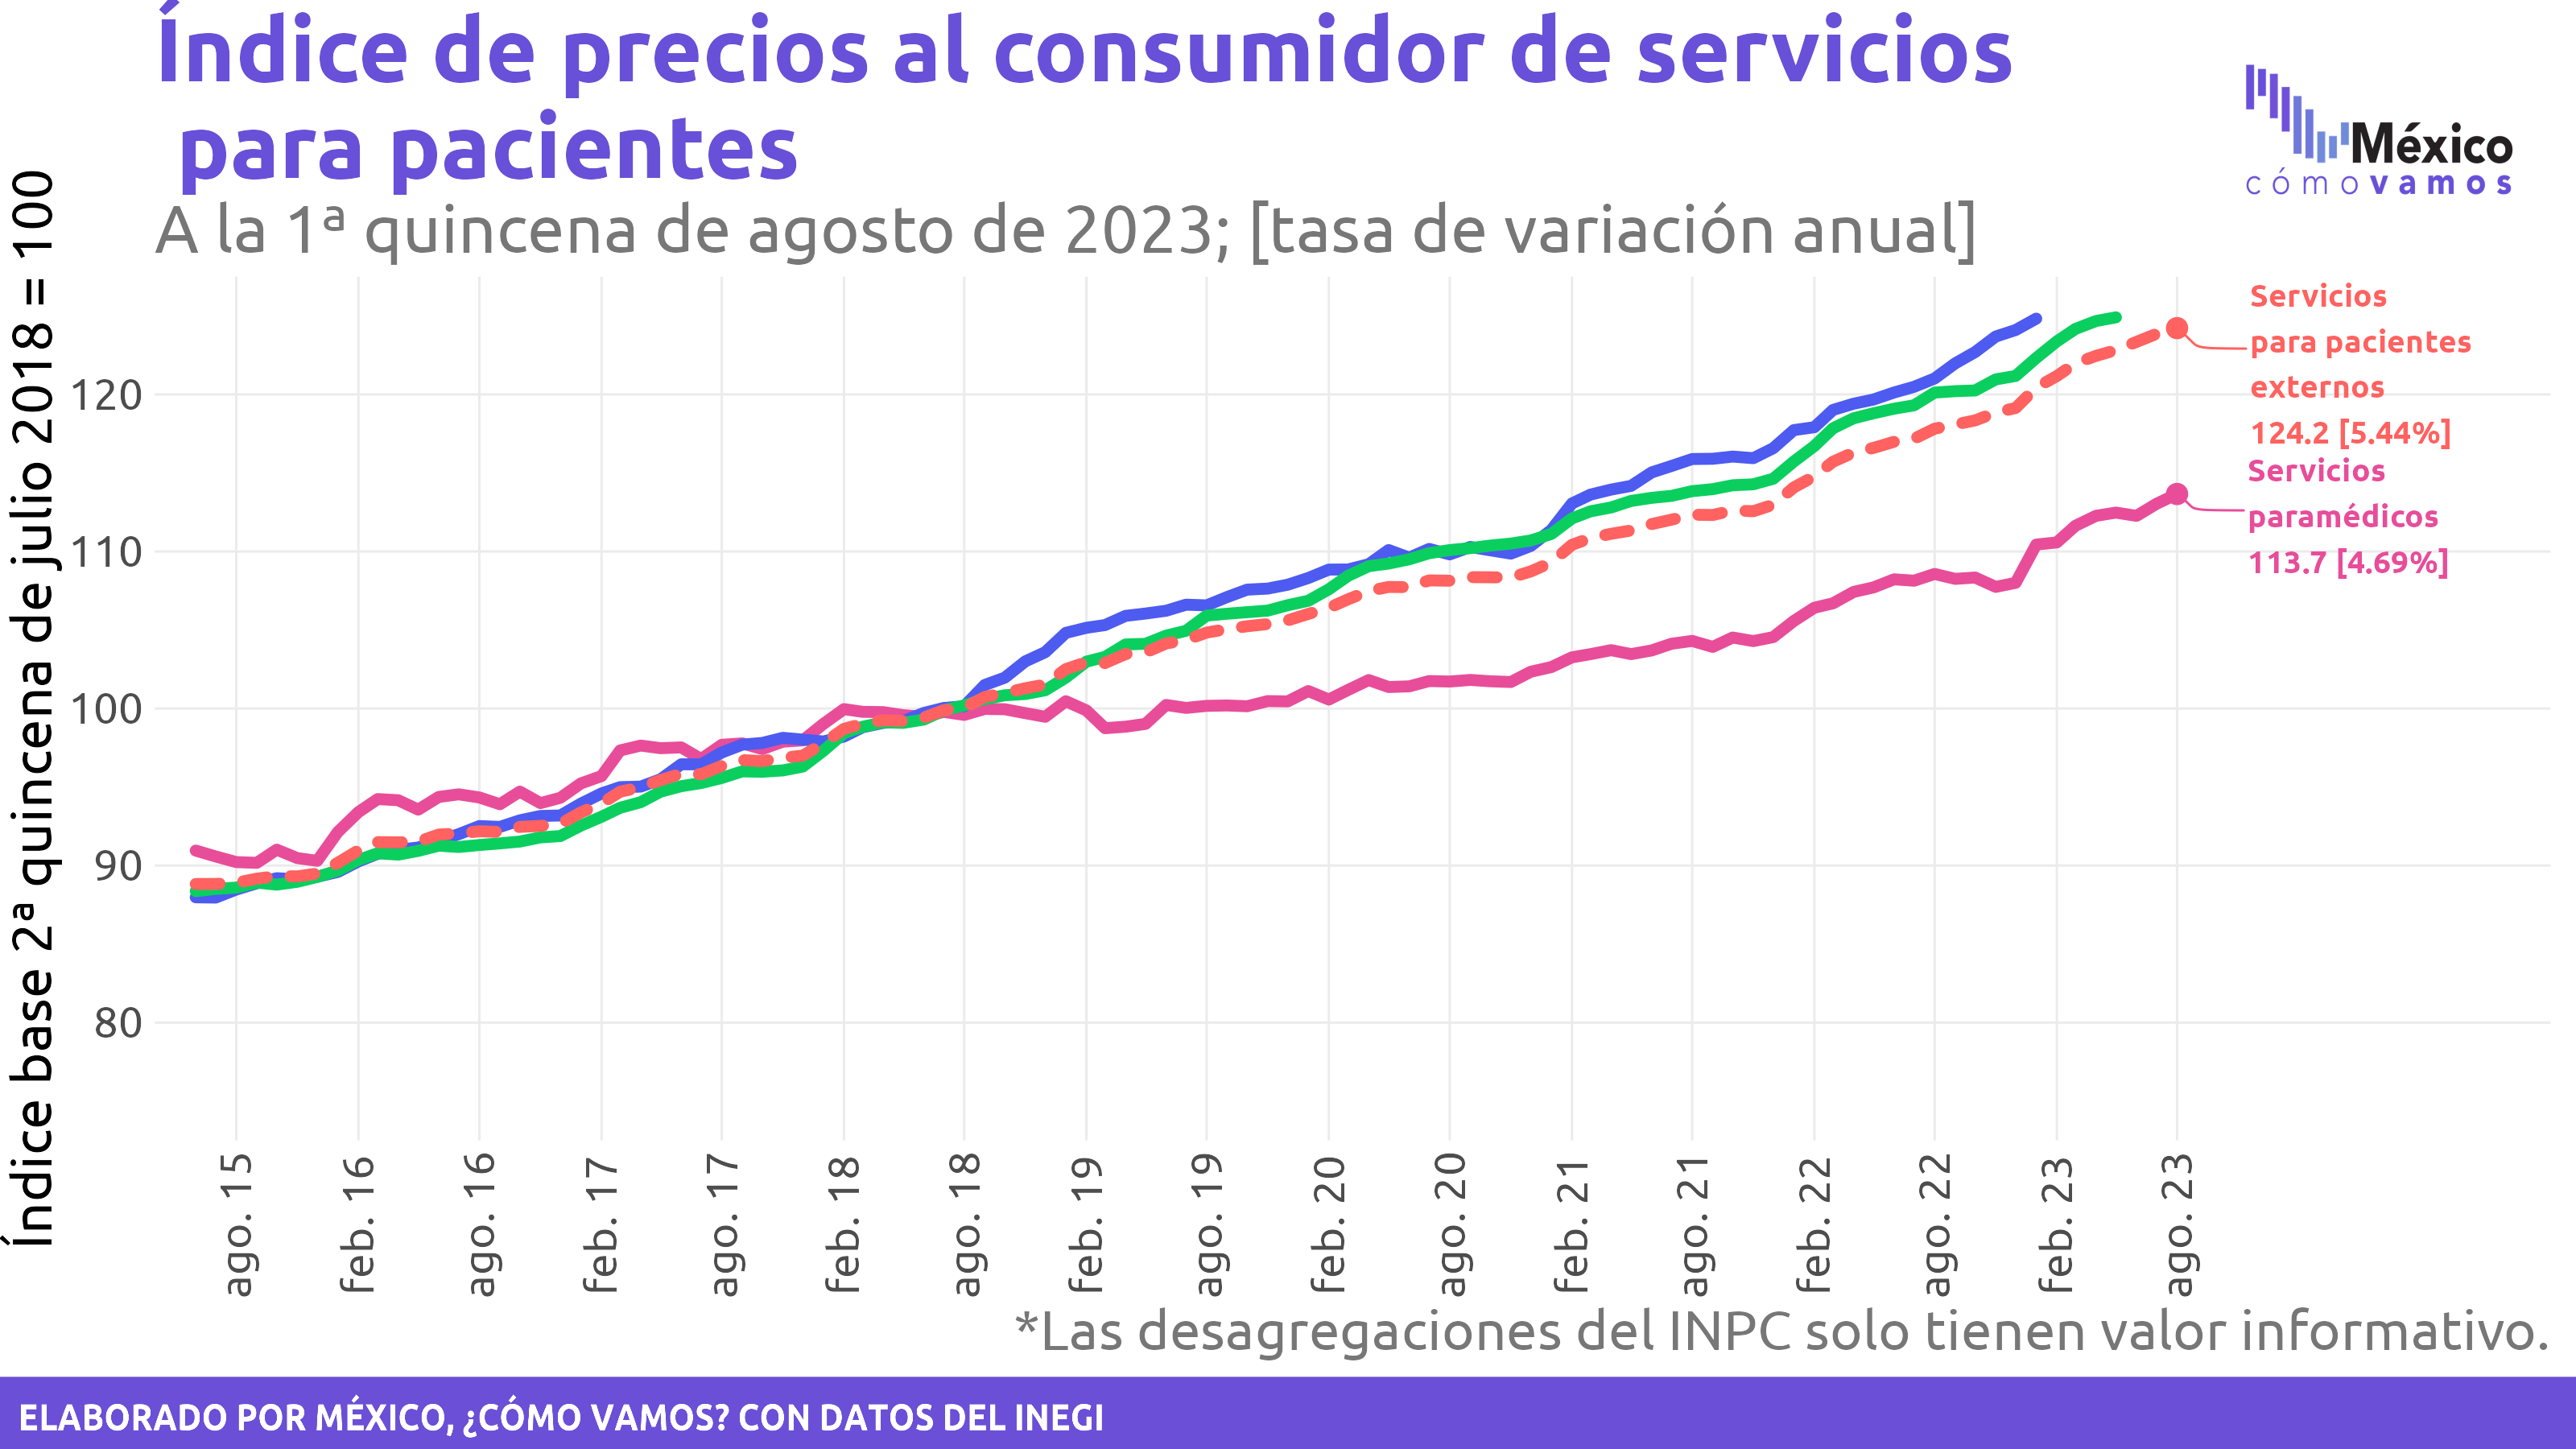 Índice de precios al consumidor de servicios
para pacientes
A la 1ª quincena de agosto de 2023; [tasa de variación anual]
México
cómo vamos
Índice base 2ª quincena de julio 2018 = 100
120
110
100
90
80
Servicios
para pacientes
externos
124.2 [5.44%]
Servicios
paramédicos
113.7 [4.69%]
ago. 15
feb. 16
ago. 16
feb. 17
ago. 17
feb. 18
ago. 18
feb. 19
ago. 19
feb. 20
ago. 20
feb. 21
ago. 21
feb. 22
ago. 22
feb. 23
ago. 23
*Las desagregaciones del INPC solo tienen valor informativo.
ELABORADO POR MÉXICO, ¿CÓMO VAMOS? CON DATOS DEL INEGI